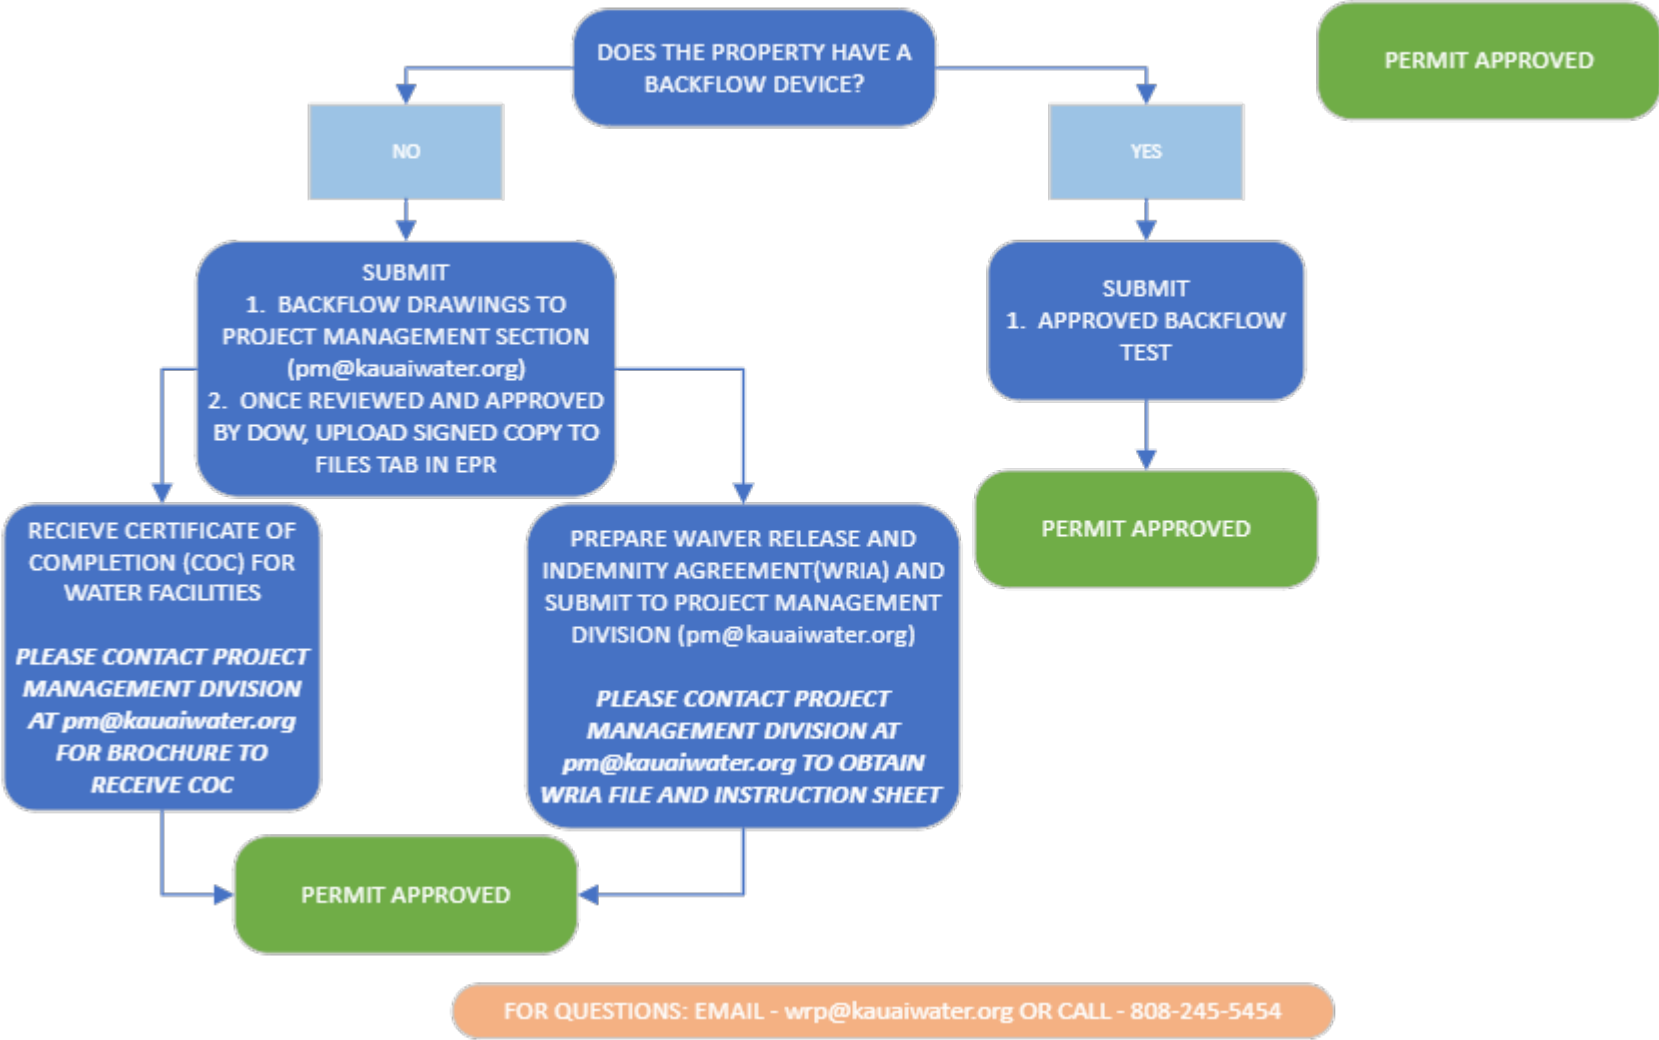 DOES THE PROPERTY HAVE A
BACKFLOW DEVICE?
PERMIT APPROVED
NO
YES
SUBMIT
1. BACKFLOW DRAWINGS TO
PROJECT MANAGEMENT SECTION
(pm@kauaiwater.org)
2. ONCE REVIEWED AND APPROVED
BY DOW, UPLOAD SIGNED COPY TO
FILES TAB IN EPR
SUBMIT
1. APPROVED BACKFLOW
TEST
RECIEVE CERTIFICATE OF
COMPLETION (COC) FOR
WATER FACILITIES
PLEASE CONTACT PROJECT
MANAGEMENT DIVISION
AT pm@kauaiwater.org
FOR BROCHURE TO
RECEIVE COC
PREPARE WAIVER RELEASE AND
INDEMNITY AGREEMENT(WRIA) AND
SUBMIT TO PROJECT MANAGEMENT
DIVISION (pm@kauaiwater.org)
PLEASE CONTACT PROJECT
MANAGEMENT DIVISION AT
pm@kauaiwater.org TO OBTAIN
WRIA FILE AND INSTRUCTION SHEET
PERMIT APPROVED
PERMIT APPROVED
FOR QUESTIONS: EMAIL - wrp@kauaiwater.org OR CALL - 808-245-5454